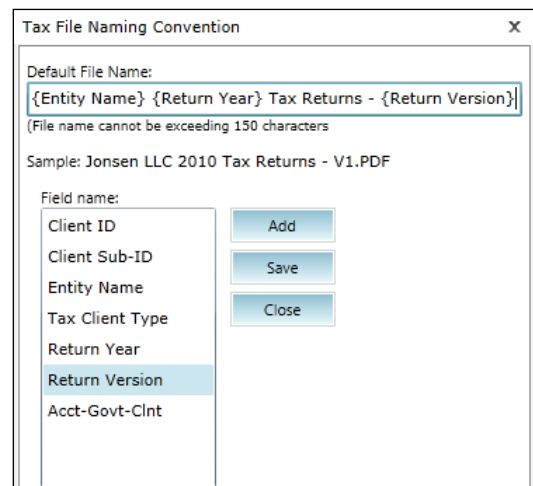 Tax File Naming Convention x
Default File Name:
{Entity Name} {Return Year} Tax Returns - {Return Version}
(File name cannot be exceeding 150 characters
Sample: Jonsen LLC 2010 Tax Returns - V1.PDF
Field name:
Client ID
Client Sub-ID
Entity Name
Tax Client Type
Return Year
Return Version
Acct-Govt-Clnt
Add
Save
Close